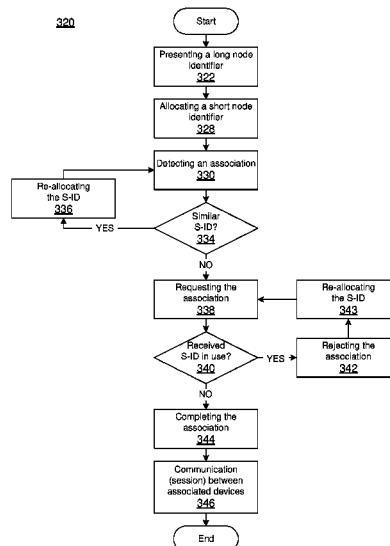 320
Start
Presenting a long node
identifier
322
Allocating a short node
identifier
328
Detecting an association
330
Re-allocating
the S-ID
336
Similar
S-ID?
334
YES
NO
Requesting the
association
338
Re-allocating
the S-ID
343
Received
S-ID in use?
340
YES
Rejecting the
association
342
NO
Completing the
association
344
Communication
(session) between
associated devices
346
End